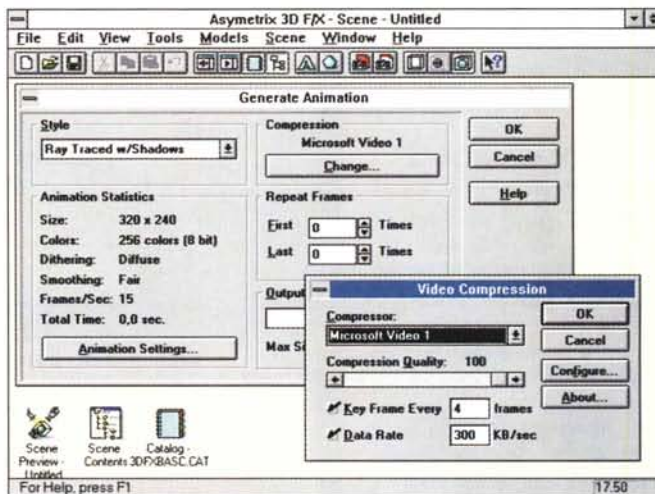 Asymetrix 3D F/X - Scene - Untitled
File Edit View Tools Models Scene Window Help
Generate Animation
Style
Ray Traced w/Shadows
Compression
Microsoft Video 1
Change...
OK
Cancel
Help
Animation Statistics
Size: 320 x 240
Colors: 256 colors (8 bit)
Dithering: Diffuse
Smoothing: Fair
Frames/Sec: 15
Total Time: 0,0 sec.
Animation Settings...
Repeat Frames
First 0 Times
Last 0 Times
Output
Max
Video Compression
Compressor:
Microsoft Video 1
Compression Quality: 100
Key Frame Every 4 frames
Data Rate 300 KB/sec
OK
Cancel
Configure...
About...
Scene Preview - Untitled
Scene Contents
Catalog - 3DFXBASC.CAT
For Help, press F1
17.50